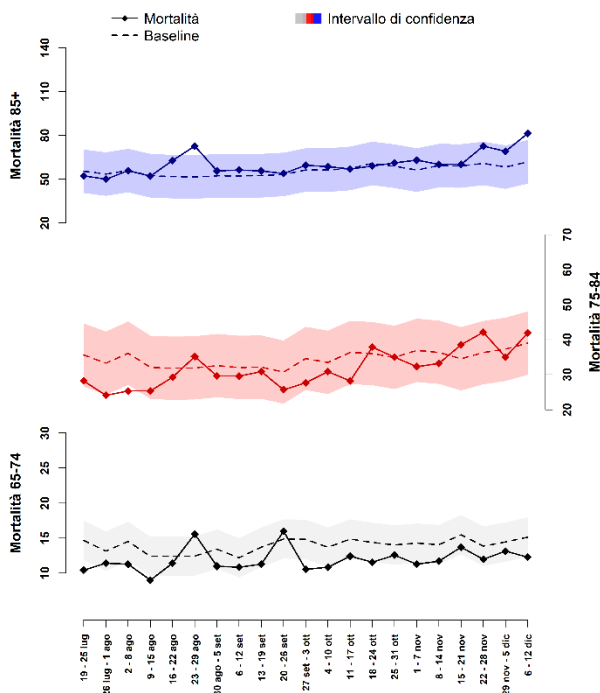 Mortalità
Intervallo di confidenza
Baseline
Mortalità 85+
140
110
80
50
20
Mortalità 75-84
70
60
50
40
30
20
Mortalità 65-74
30
25
20
15
10
19 - 25 lug
26 lug - 1 ago
2 - 8 ago
9 - 15 ago
16 - 22 ago
23 - 29 ago
30 ago - 5 set
6 - 12 set
13 - 19 set
20 - 26 set
27 set - 3 ott
4 - 10 ott
11 - 17 ott
18 - 24 ott
25 - 31 ott
1 - 7 nov
8 - 14 nov
15 - 21 nov
22 - 28 nov
29 nov - 5 dic
6 - 12 dic